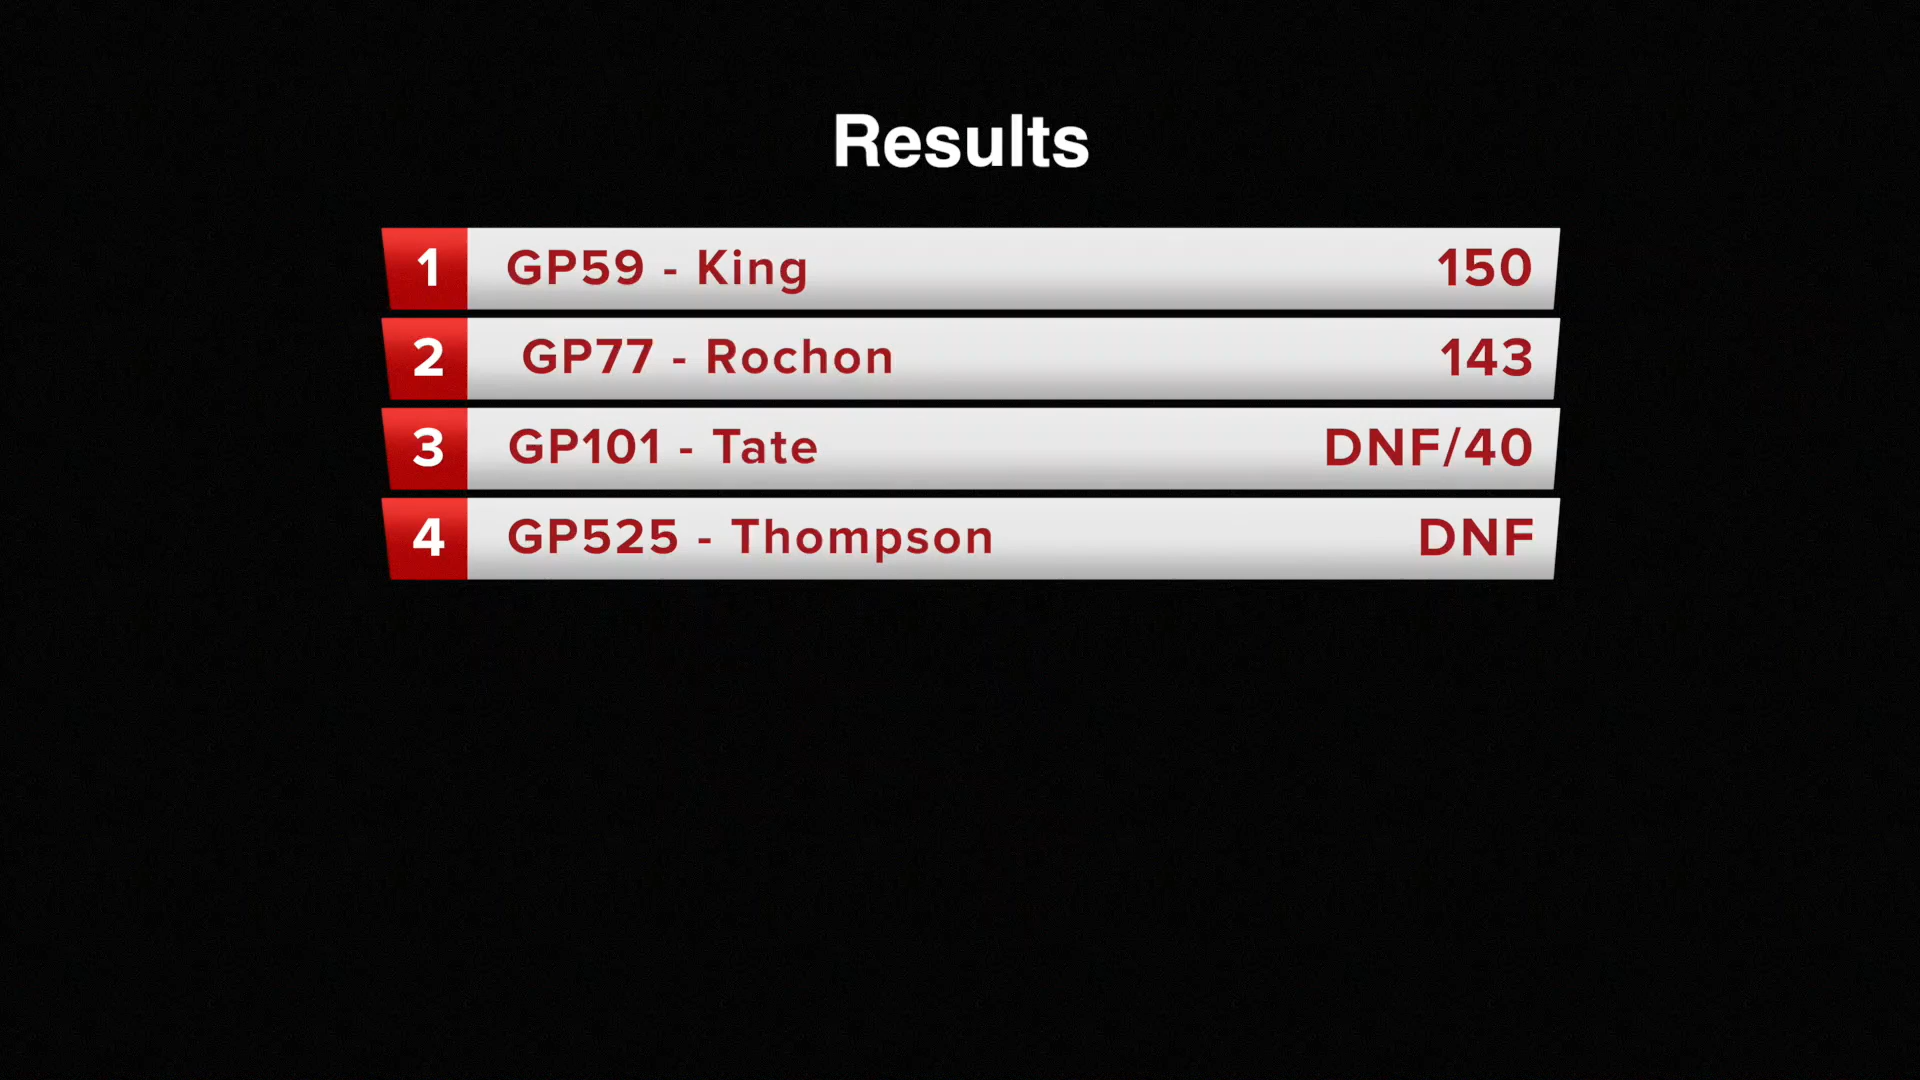 Results
1 GP59 - King 150
2 GP77 - Rochon 143
3 GP101 - Tate DNF/40
4 GP525 - Thompson DNF